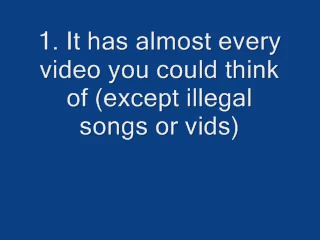 1. It has almost every
video you could think
of (except illegal
songs or vids)